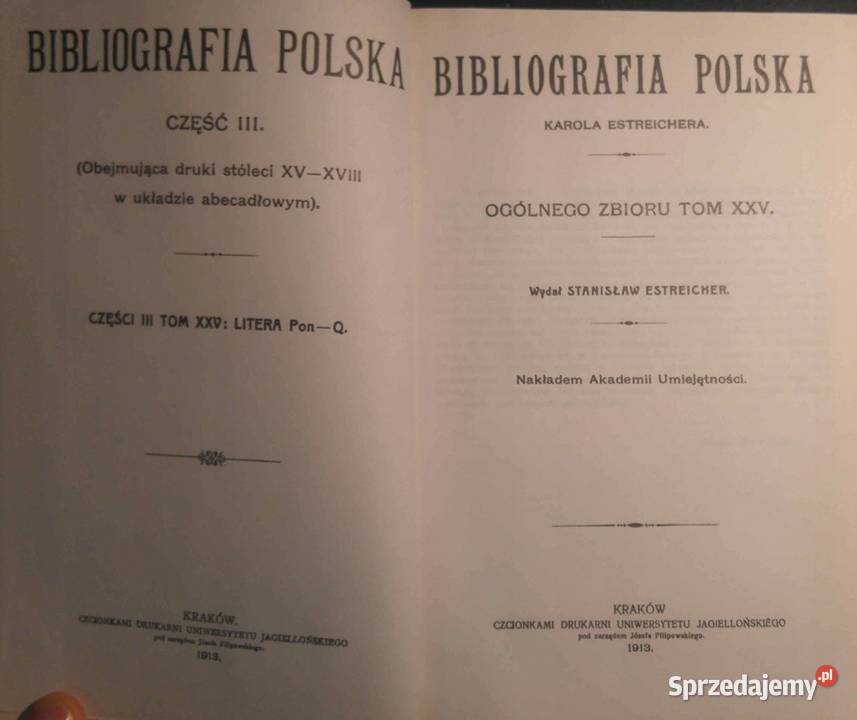 BIBLIOGRAFIA POLSKA
CZĘŚĆ III.
(Obejmująca druki stóleci XV—XVIII
w układzie abecadłowym).
CZĘŚCI III TOM XXV: LITERA Pon—Q.
KRAKÓW.
CZCIONKAMI DRUKARNI UNIWERSYTETU JAGIELLOŃSKIEGO
pod zarządem Józefa Filipowskiego.
1913.
BIBLIOGRAFIA POLSKA
KAROLA ESTREICHERA.
OGÓLNEGO ZBIORU TOM XXV.
Wydał STANISŁAW ESTREICHER.
Nakładem Akademii Umiejętności.
KRAKÓW
CZCIONKAMI DRUKARNI UNIWERSYTETU JAGIELLOŃSKIEGO
pod zarządem Józefa Filipowskiego.
1913.
Sprzedajemy.pl